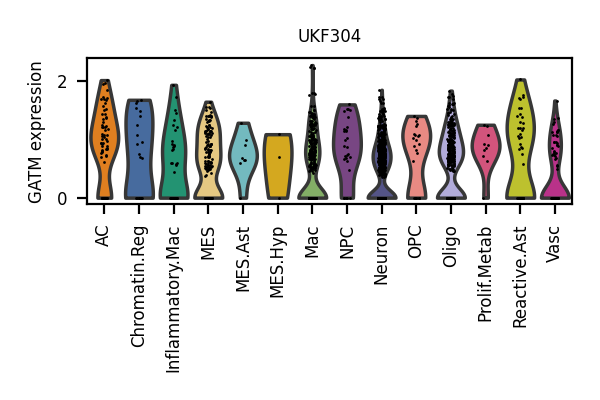 UKF304
GATM expression
2
0
AC
Chromatin.Reg
Inflammatory.Mac
MES
MES.Ast
MES.Hyp
Mac
NPC
Neuron
OPC
Oligo
Prolif.Metab
Reactive.Ast
Vasc